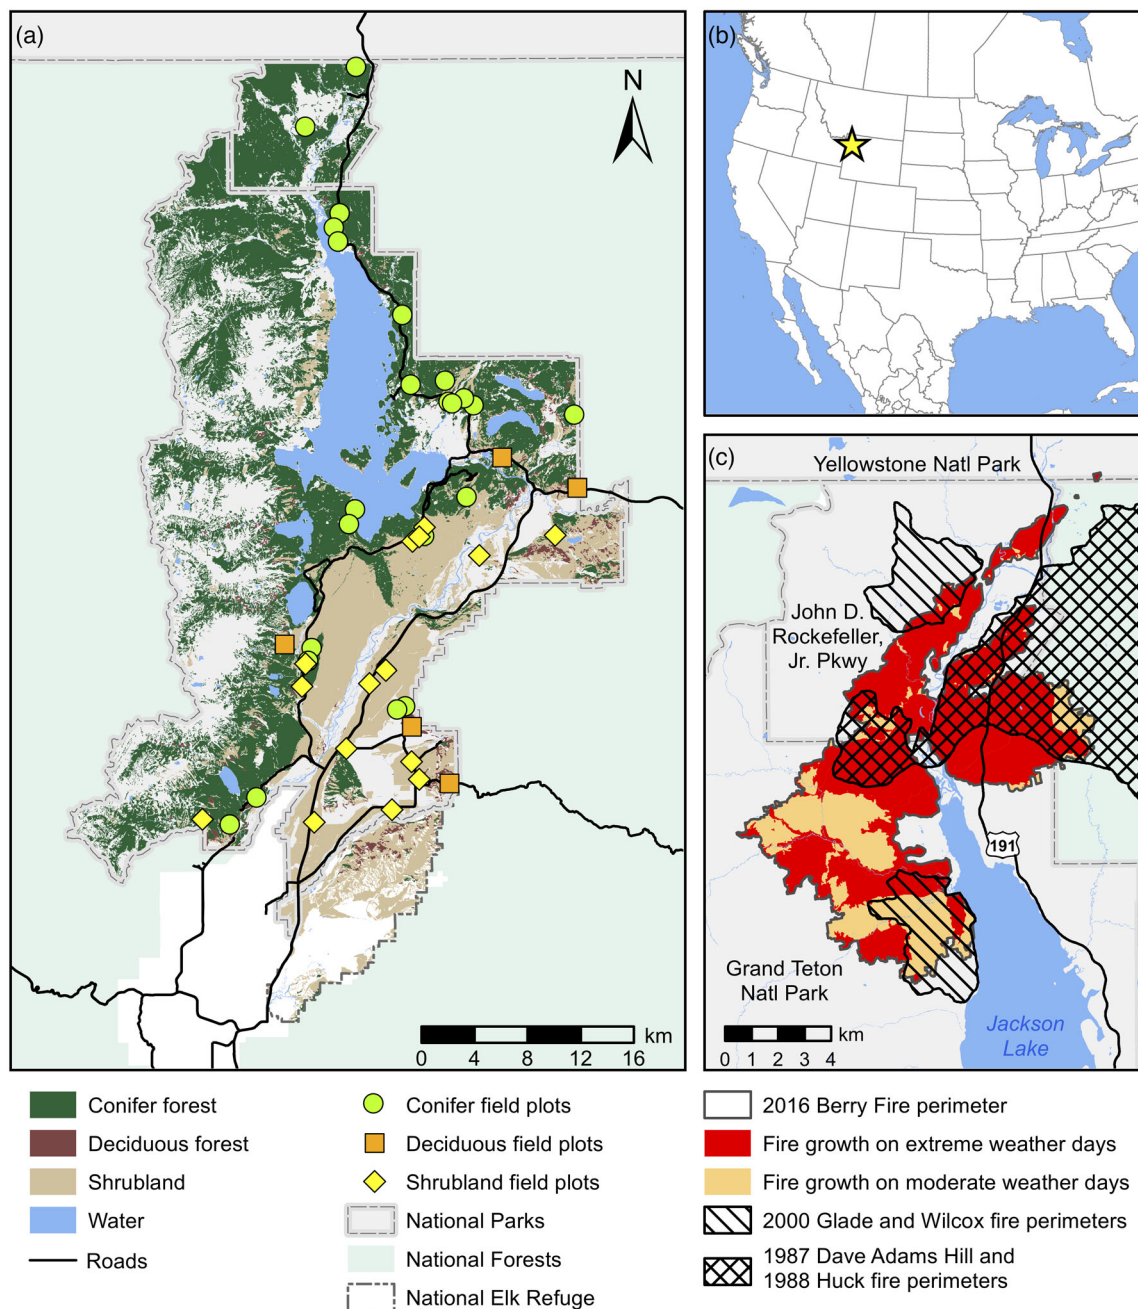 (a)
N
km
0 4 8 12 16
(b)
(c)
Yellowstone Natl Park
John D.
Rockefeller,
Jr. Pkwy
191
Grand Teton
Natl Park
Jackson
Lake
km
0 1 2 3 4
Conifer forest
Deciduous forest
Shrubland
Water
Roads
Conifer field plots
Deciduous field plots
Shrubland field plots
National Parks
National Forests
National Elk Refuge
2016 Berry Fire perimeter
Fire growth on extreme weather days
Fire growth on moderate weather days
2000 Glade and Wilcox fire perimeters
1987 Dave Adams Hill and
1988 Huck fire perimeters